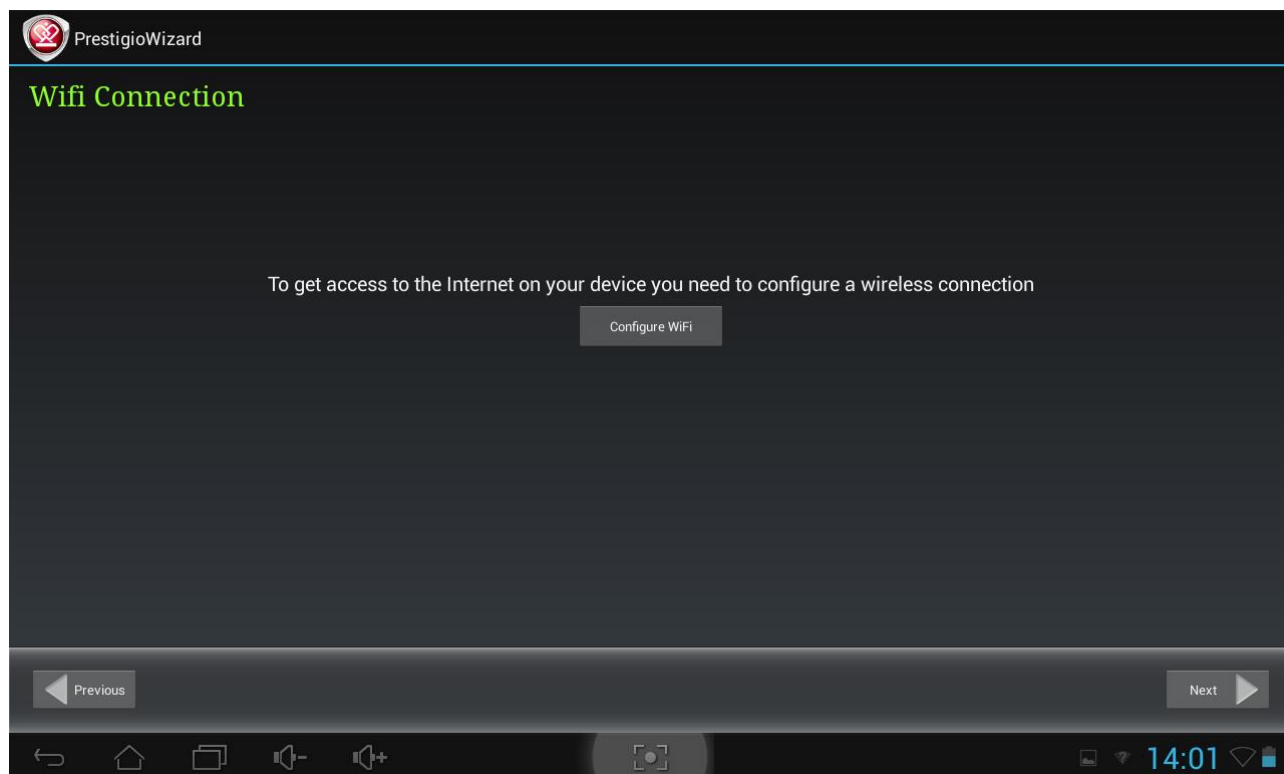 PrestigioWizard
Wifi Connection
To get access to the Internet on your device you need to configure a wireless connection
Configure WiFi
Previous
Next
14:01